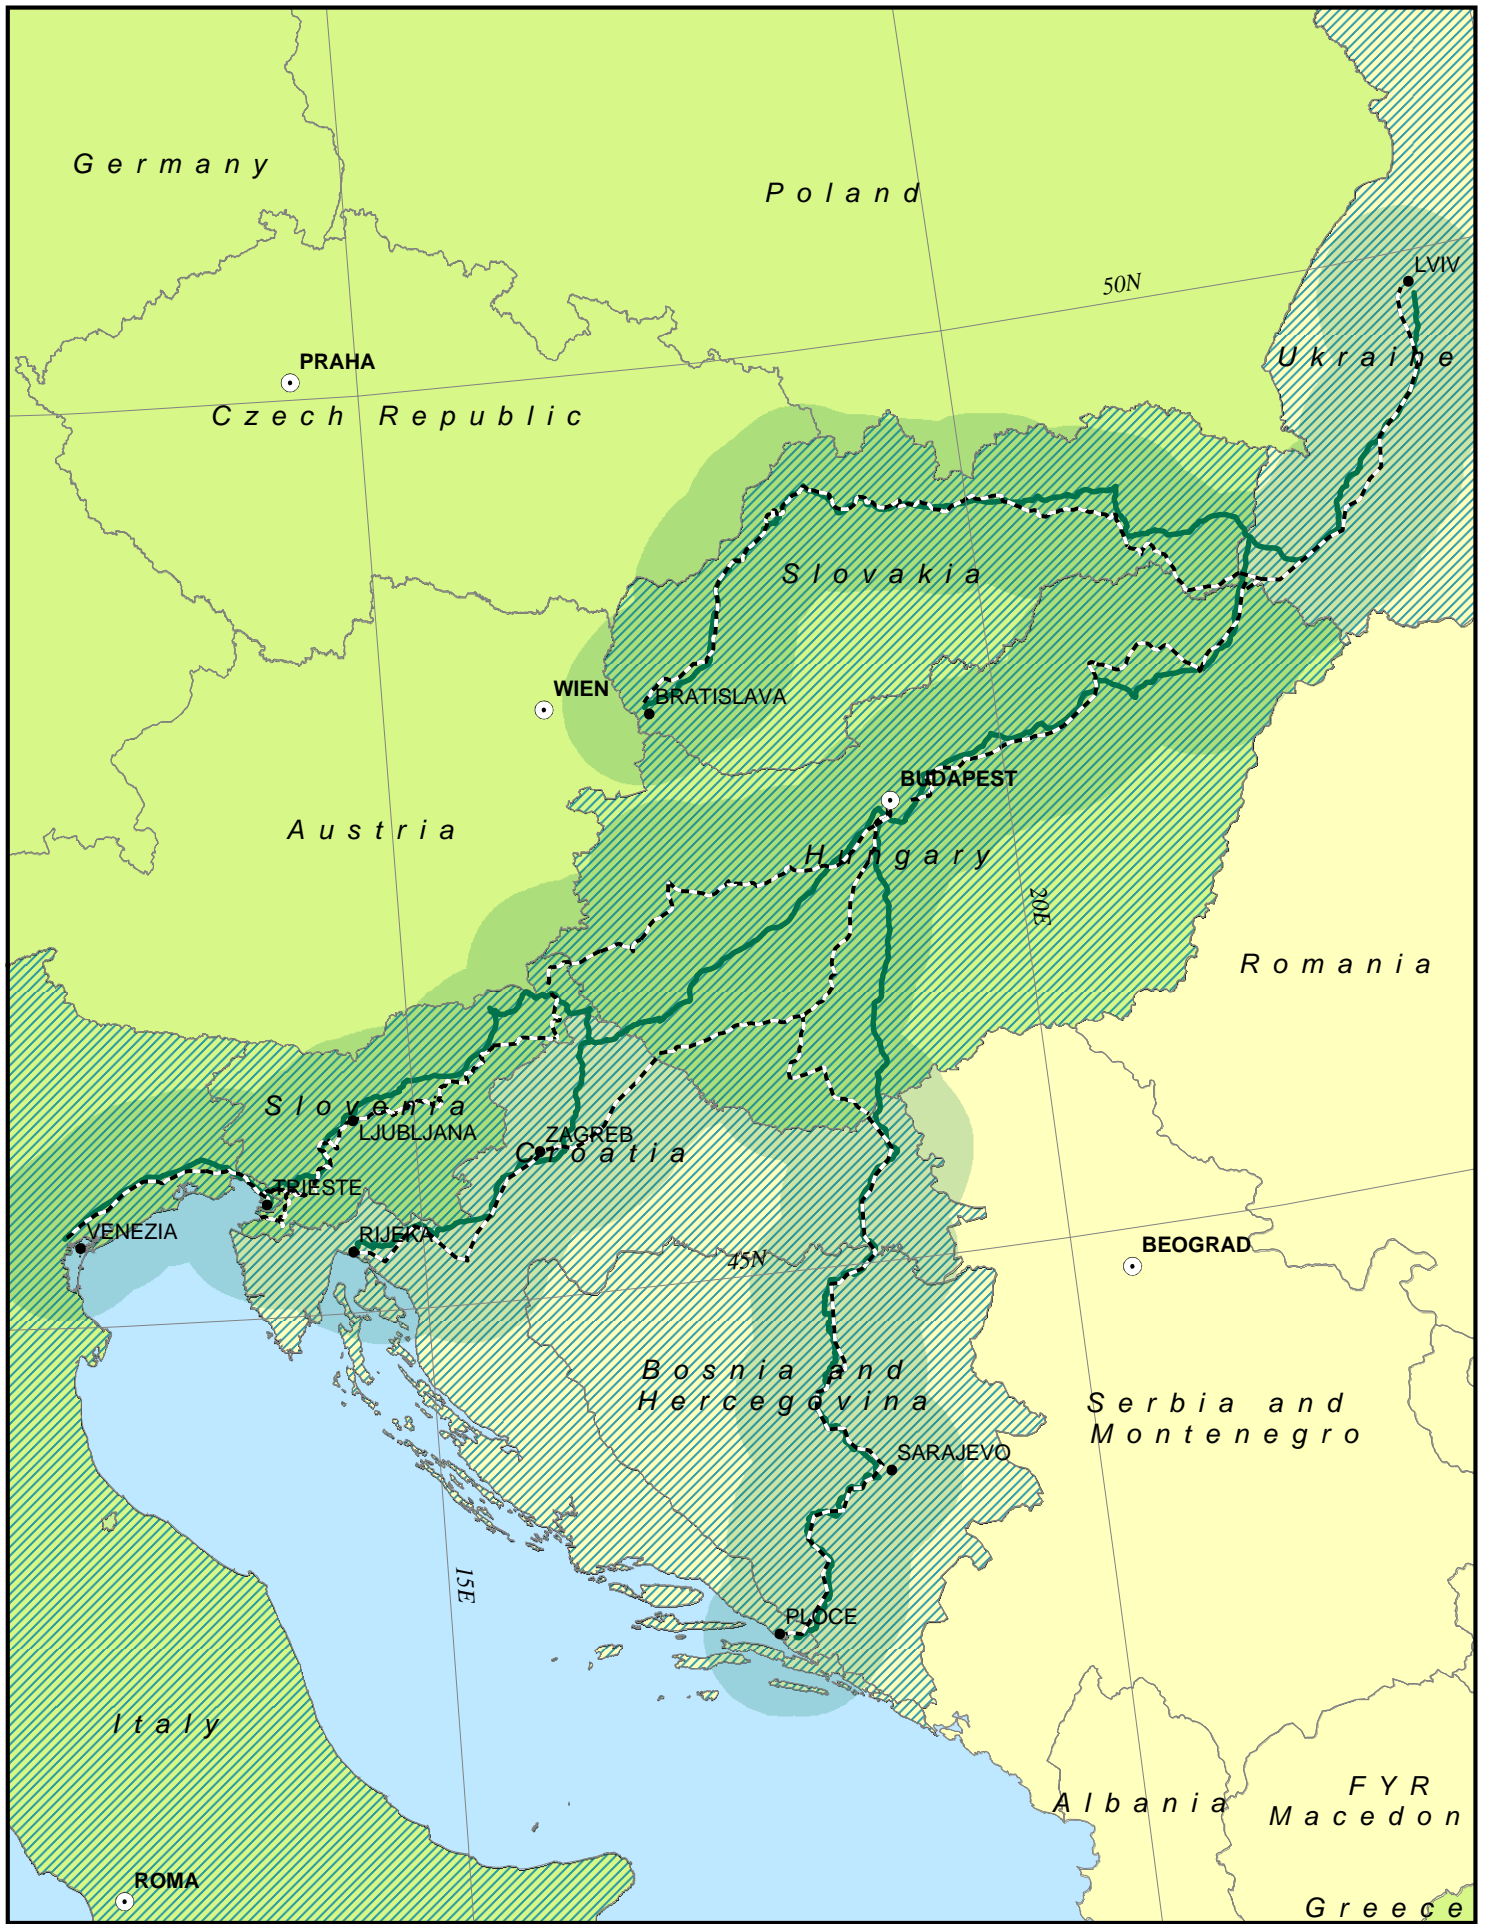 Germany
Poland
50N
LVIV
Ukraine
PRAHA
Czech Republic
Slovakia
WIEN
BRATISLAVA
BUDAPEST
Austria
Hungary
20E
Romania
Slovenia
LJUBLJANA
ZAGREB
Croatia
TRIESTE
VENEZIA
RIJEKA
45N
BEOGRAD
Bosnia and
Hercegovina
Serbia and
Montenegro
SARAJEVO
15E
PLOCE
Italy
FYR
Macedon
Albania
ROMA
Greece